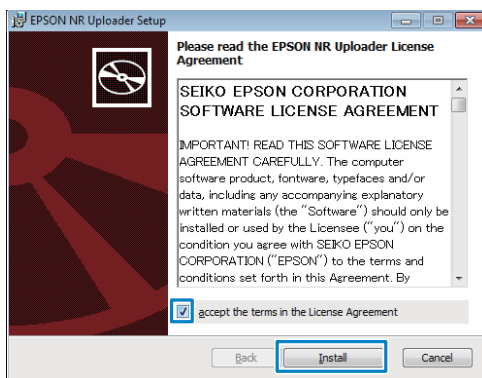 EPSON NR Uploader Setup
Please read the EPSON NR Uploader License
Agreement
SEIKO EPSON CORPORATION
SOFTWARE LICENSE AGREEMENT
IMPORTANT! READ THIS SOFTWARE LICENSE
AGREEMENT CAREFULLY. The computer
software product, fontware, typefaces and/or
data, including any accompanying explanatory
written materials (the "Software") should only be
installed or used by the Licensee ("you") on the
condition you agree with SEIKO EPSON
CORPORATION ("EPSON") to the terms and
conditions set forth in this Agreement. By
accept the terms in the License Agreement
Back Install Cancel